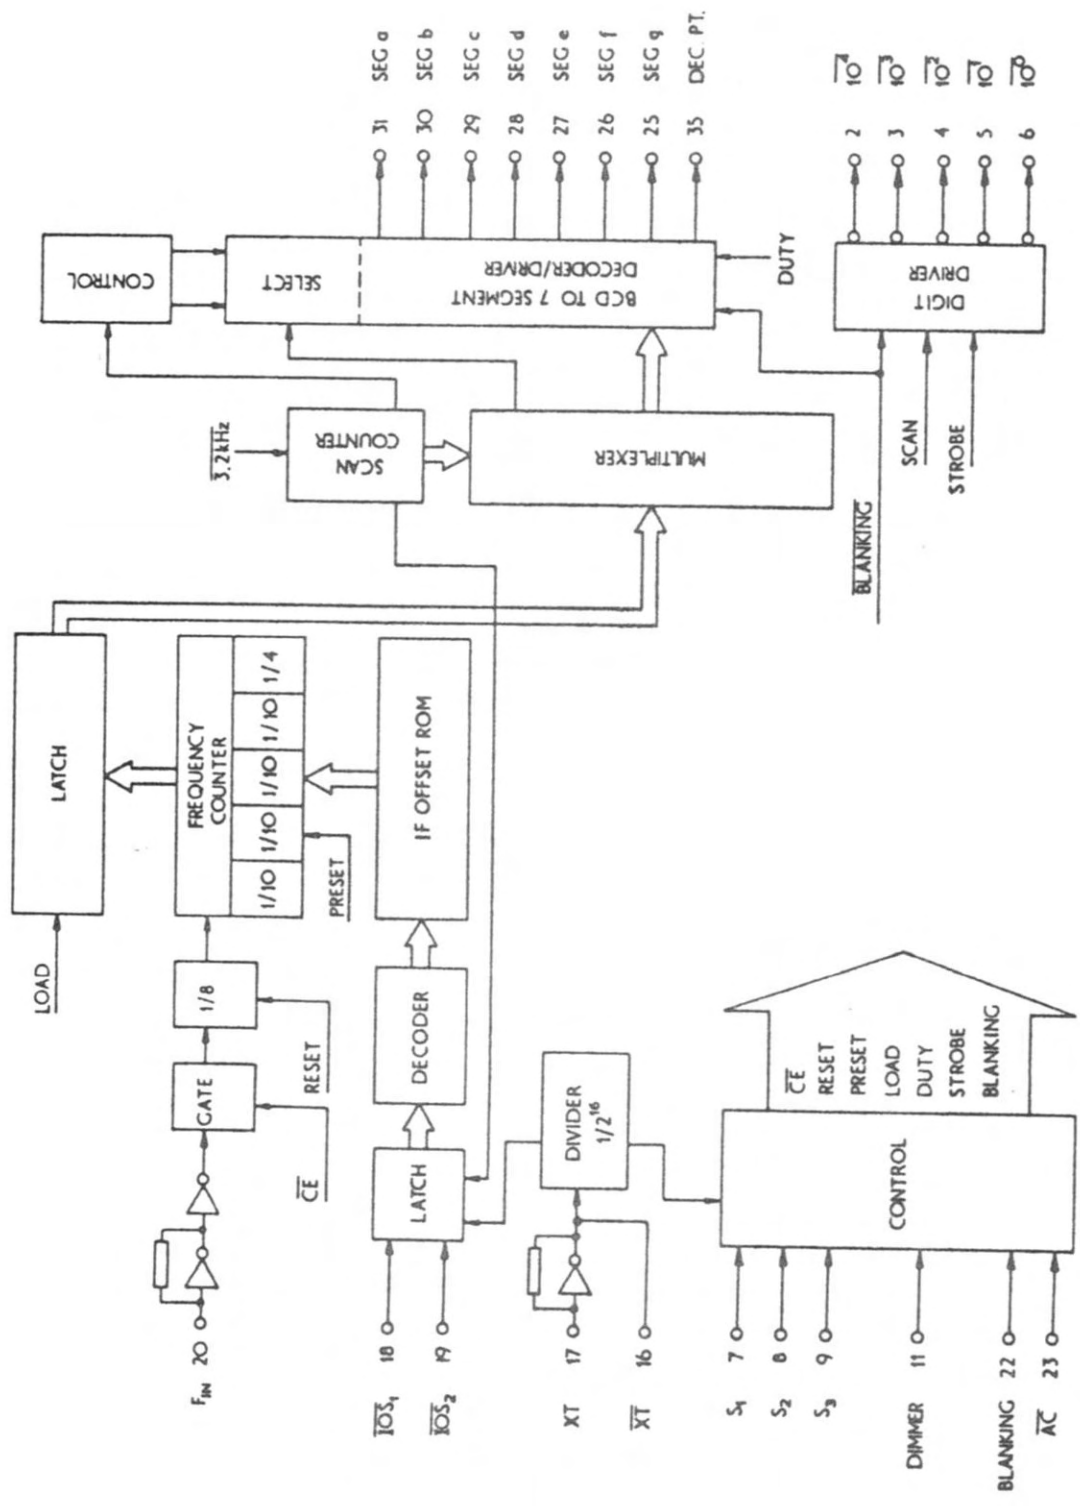 SEG a
SEG b
SEG c
SEG d
SEG e
SEG f
SEG g
DEC. PT.
31
30
29
28
27
26
25
35
10⁴
10³
10²
10¹
10⁰
2
3
4
5
6
CONTROL
SELECT
BCD TO 7 SEGMENT
DECODER/DRIVER
DUTY
DIGIT
DRIVER
3.2kHz
SCAN
COUNTER
MULTIPLEXER
SCAN
STROBE
BLANKING
LATCH
LOAD
FREQUENCY
COUNTER
1/10 1/10 1/10 1/10 1/4
PRESET
IF OFFSET ROM
1/8
RESET
GATE
CE
DECODER
LATCH
DIVIDER
1/2¹⁶
CE
RESET
PRESET
LOAD
DUTY
STROBE
BLANKING
CONTROL
F_IN 20
IOS₁ 18
IOS₂ 19
XT 17
XT 16
S₁ 7
S₂ 8
S₃ 9
DIMMER 11
BLANKING 22
AC 23